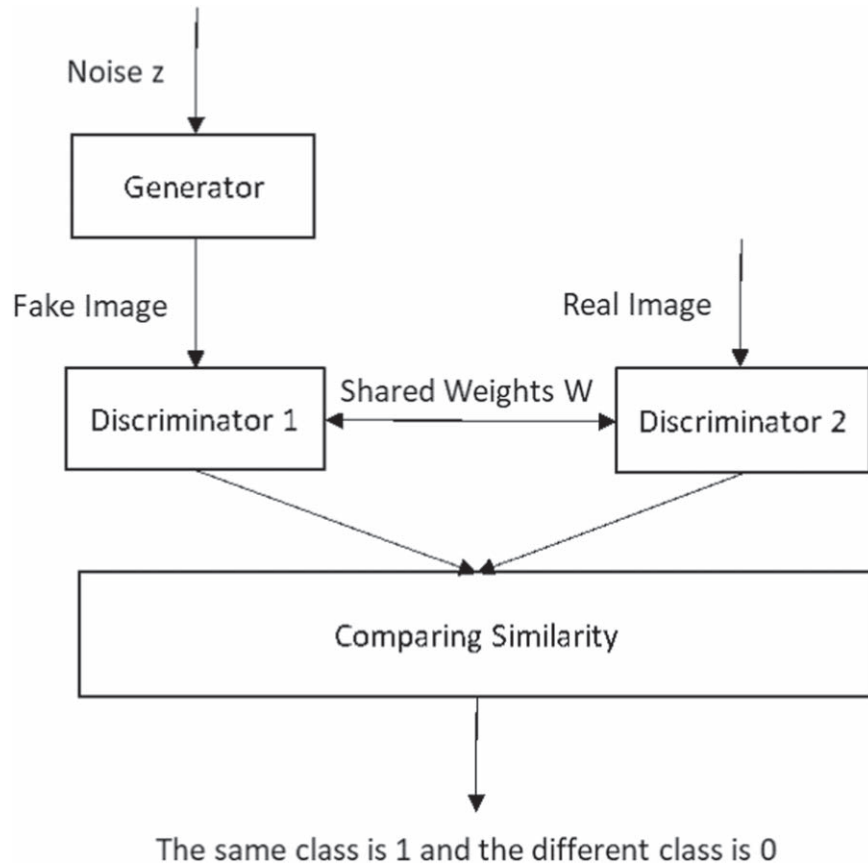 Noise z
Generator
Fake Image
Real Image
Discriminator 1
Shared Weights W
Discriminator 2
Comparing Similarity
The same class is 1 and the different class is 0